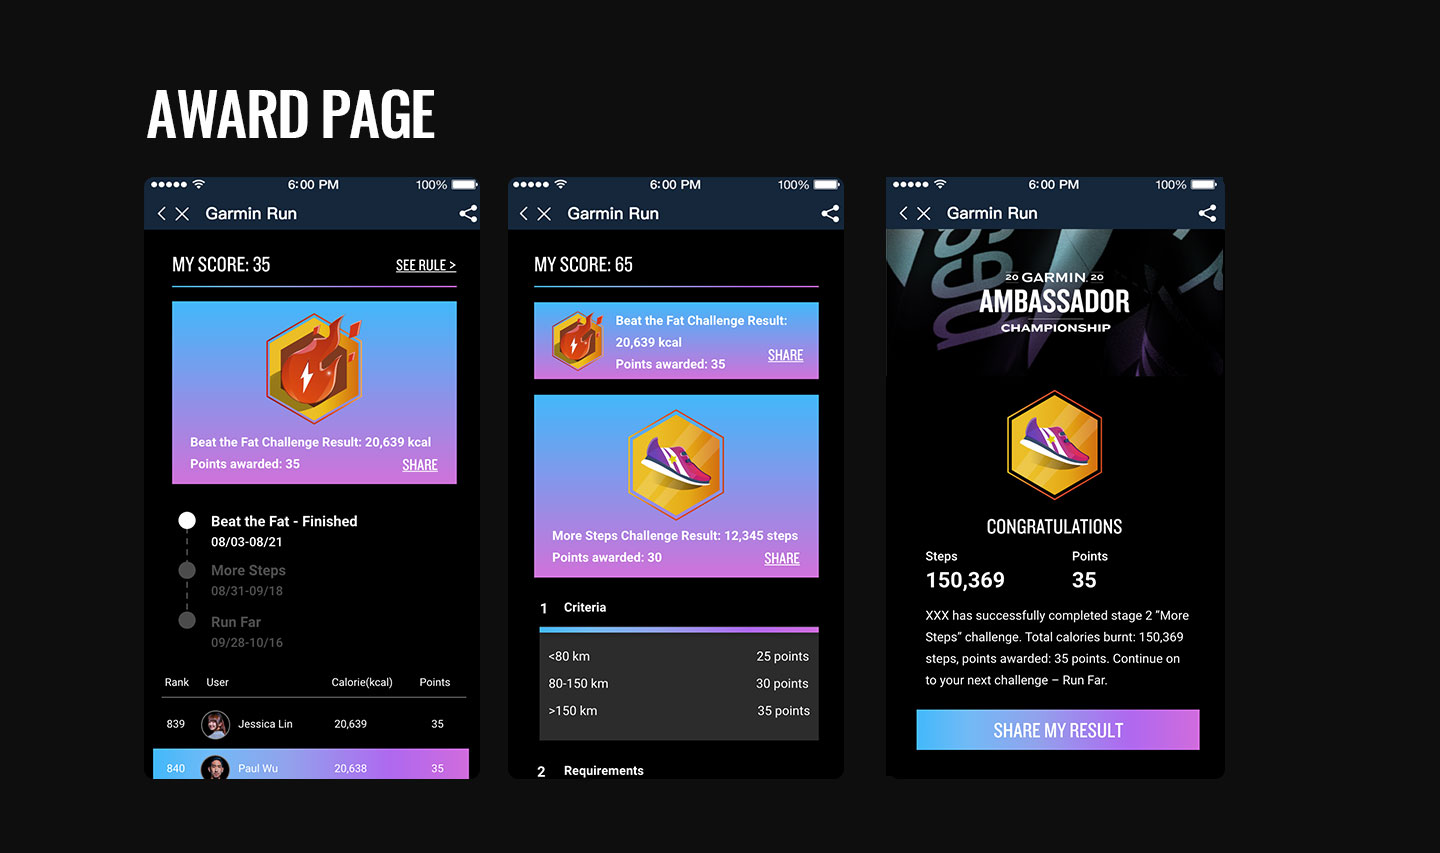 AWARD PAGE
6:00 PM
100%
Garmin Run
MY SCORE: 35
SEE RULE >
Beat the Fat Challenge Result: 20,639 kcal
Points awarded: 35
SHARE
Beat the Fat - Finished
08/03-08/21
More Steps
08/31-09/18
Run Far
09/28-10/16
Rank User Calorie(kcal) Points
839 Jessica Lin 20,639 35
840 Paul Wu 20,638 35
6:00 PM
100%
Garmin Run
MY SCORE: 65
Beat the Fat Challenge Result:
20,639 kcal
Points awarded: 35
SHARE
More Steps Challenge Result: 12,345 steps
Points awarded: 30
SHARE
1 Criteria
<80 km 25 points
80-150 km 30 points
>150 km 35 points
2 Requirements
6:00 PM
100%
Garmin Run
20 GARMIN. 20
AMBASSADOR
CHAMPIONSHIP
CONGRATULATIONS
Steps Points
150,369 35
XXX has successfully completed stage 2 “More
Steps” challenge. Total calories burnt: 150,369
steps, points awarded: 35 points. Continue on
to your next challenge – Run Far.
SHARE MY RESULT